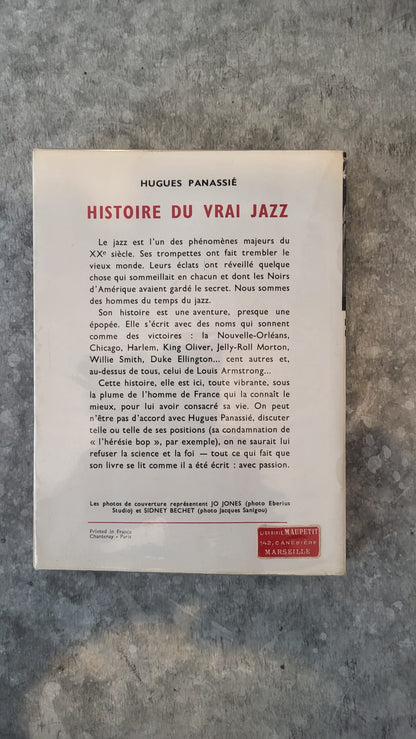 HUGUES PANASSIÉ
HISTOIRE DU VRAI JAZZ
Le jazz est l'un des phénomènes majeurs du
XXe siècle. Ses trompettes ont fait trembler le
vieux monde. Leurs éclats ont réveillé quelque
chose qui sommeillait en chacun et dont les Noirs
d'Amérique avaient gardé le secret. Nous sommes
des hommes du temps du jazz.
Son histoire est une aventure, presque une
épopée. Elle s'écrit avec des noms qui sonnent
comme des victoires : la Nouvelle-Orléans,
Chicago, Harlem, King Oliver, Jelly-Roll Morton,
Willie Smith, Duke Ellington... cent autres et,
au-dessus de tous, celui de Louis Armstrong...
Cette histoire, elle est ici, toute vibrante, sous
la plume de l'homme de France qui la connaît le
mieux, pour lui avoir consacré sa vie. On peut
n'être pas d'accord avec Hugues Panassié, discuter
telle ou telle de ses positions (sa condamnation de
« l'hérésie bop », par exemple), on ne saurait lui
refuser la science et la foi — tout ce qui fait que
son livre se lit comme il a été écrit : avec passion.
Les photos de couverture représentent JO JONES (photo Eberius
Studio) et SIDNEY BECHET (photo Jacques Sanigou)
Printed in France
Chantenay - Paris
LIBRAIRIE MAUPETIT
142, CANEBIÈRE
MARSEILLE